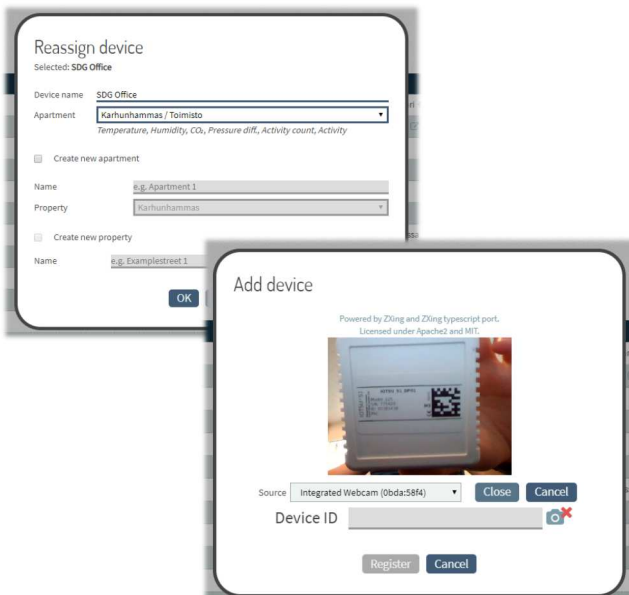 Reassign device
Selected: SDG Office
Device name SDG Office
Apartment Karhunhammas / Toimisto
Temperature, Humidity, CO₂, Pressure diff., Activity count, Activity
Create new apartment
Name e.g. Apartment 1
Property Karhunhammas
Create new property
Name e.g. Examplestreet 1
OK
Add device
Powered by ZXing and ZXing typescript port.
Licensed under Apache2 and MIT.
Source Integrated Webcam (0bda:58f4) Close Cancel
Device ID
Register Cancel